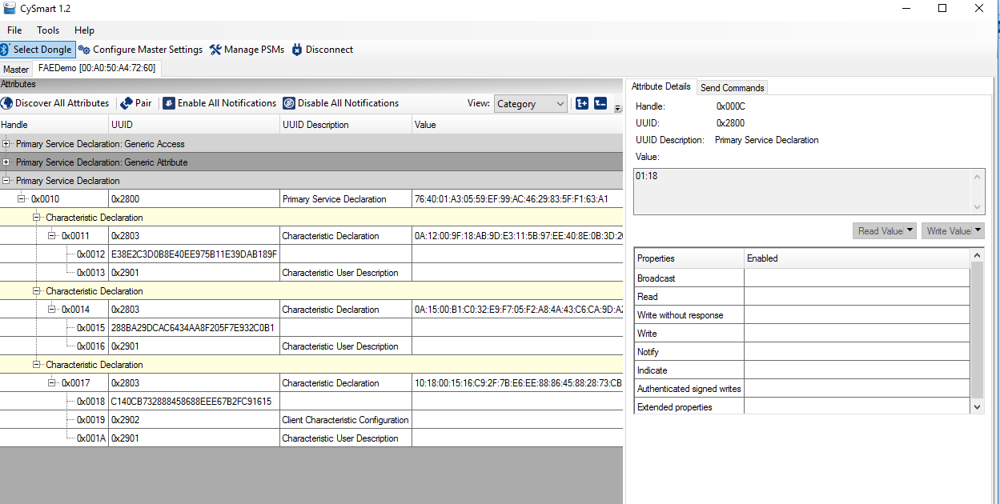 CySmart 1.2
File Tools Help
Select Dongle Configure Master Settings Manage PSMs Disconnect
Master FAEDemo [00:A0:50:A4:72:60]
Attributes
Discover All Attributes Pair Enable All Notifications Disable All Notifications View: Category
Handle UUID UUID Description Value
Primary Service Declaration: Generic Access
Primary Service Declaration: Generic Attribute
Primary Service Declaration
0x0010 0x2800 Primary Service Declaration 76:40:01:A3:05:59:EF:99:AC:46:29:83:5F:F1:63:A1
Characteristic Declaration
0x0011 0x2803 Characteristic Declaration 0A:12:00:9F:18:AB:9D:E3:11:5B:97:EE:40:8E:0B:3D:2
0x0012 E38E2C3D0B8E40EE975B11E39DAB189F
0x0013 0x2901 Characteristic User Description
Characteristic Declaration
0x0014 0x2803 Characteristic Declaration 0A:15:00:B1:C0:32:E9:F7:05:F2:A8:4A:43:C6:CA:9D:A
0x0015 288BA29DCAC6434AA8F205F7E932C0B1
0x0016 0x2901 Characteristic User Description
Characteristic Declaration
0x0017 0x2803 Characteristic Declaration 10:18:00:15:16:C9:2F:7B:E6:EE:88:86:45:88:28:73:CB
0x0018 C140CB732888458688EEE67B2FC91615
0x0019 0x2902 Client Characteristic Configuration
0x001A 0x2901 Characteristic User Description
Attribute Details Send Commands
Handle: 0x000C
UUID: 0x2800
UUID Description: Primary Service Declaration
Value:
01:18
Read Value Write Value
Properties Enabled
Broadcast
Read
Write without response
Write
Notify
Indicate
Authenticated signed writes
Extended properties